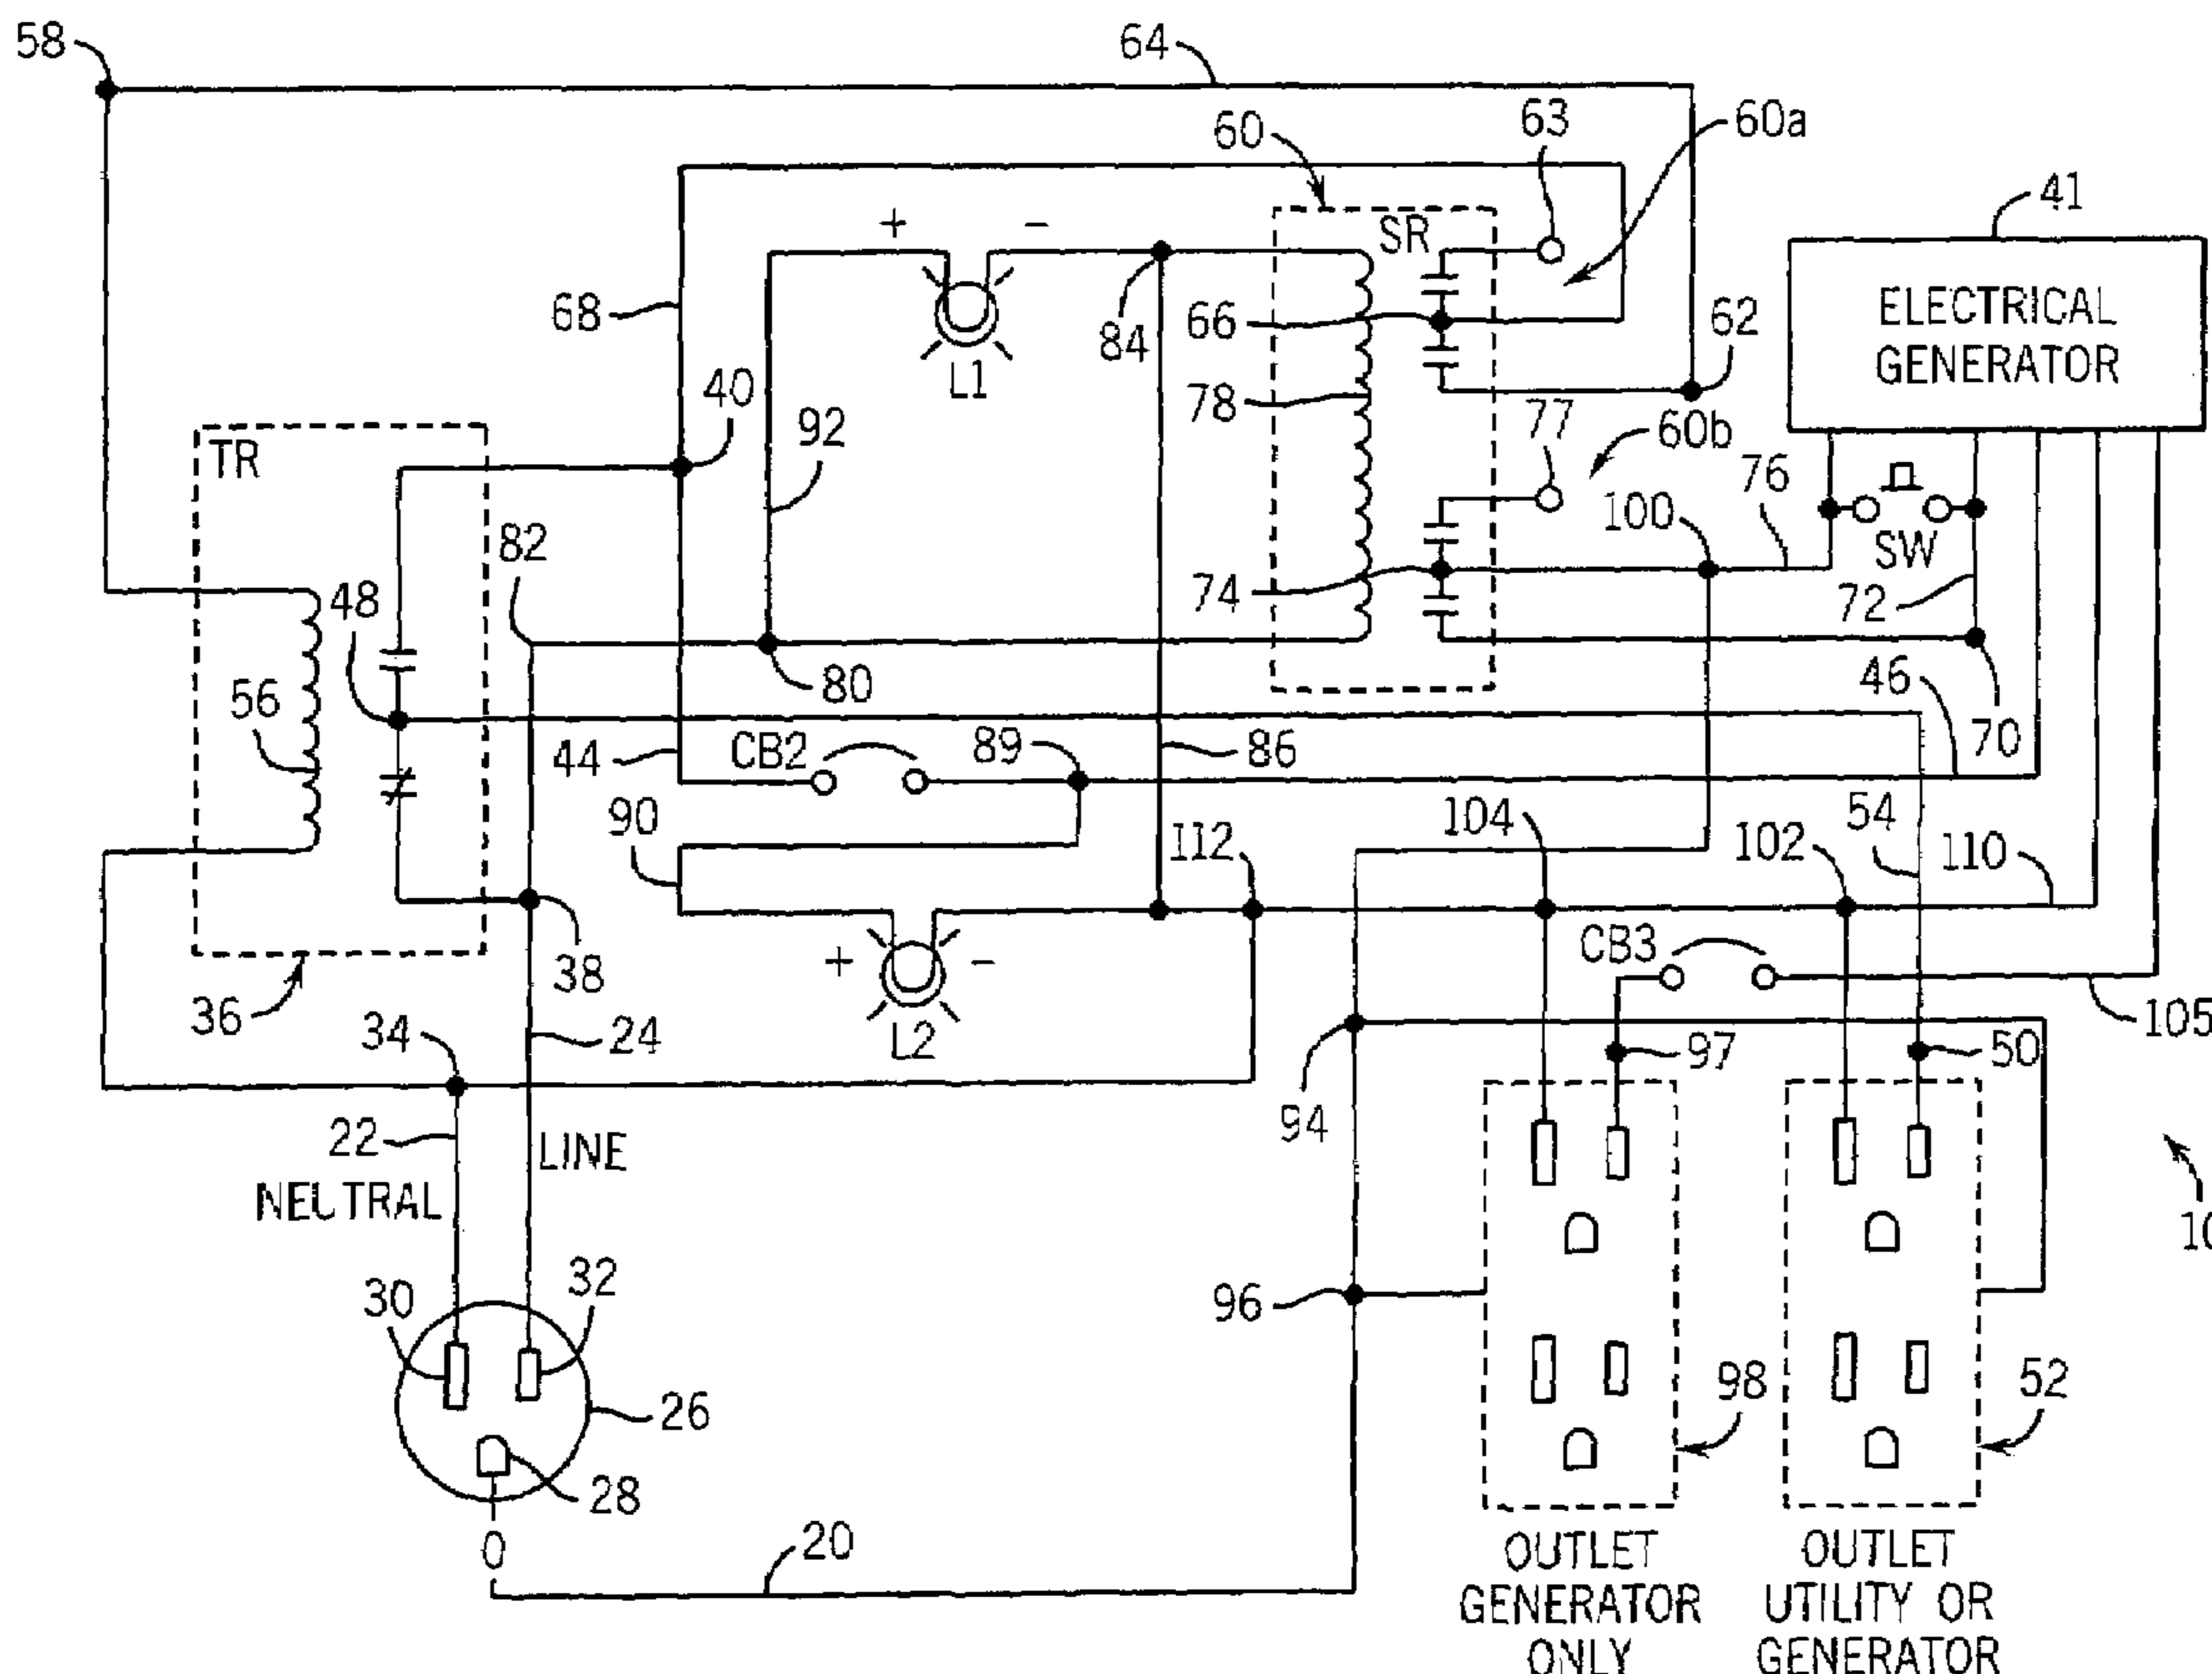 58
64
60
63
60a
41
+
-
SR
ELECTRICAL
GENERATOR
68
66
62
84
L1
78
77
60b
40
92
TR
76
100
SW
82
48
74
72
56
80
46
70
44
CB2
89
86
90
104
54
112
102
110
CB3
+
-
38
36
L2
105
34
24
97
50
94
22
LINE
NEUTRAL
10
30
32
96
98
52
26
28
0
20
OUTLET
GENERATOR
ONLY
OUTLET
UTILITY OR
GENERATOR